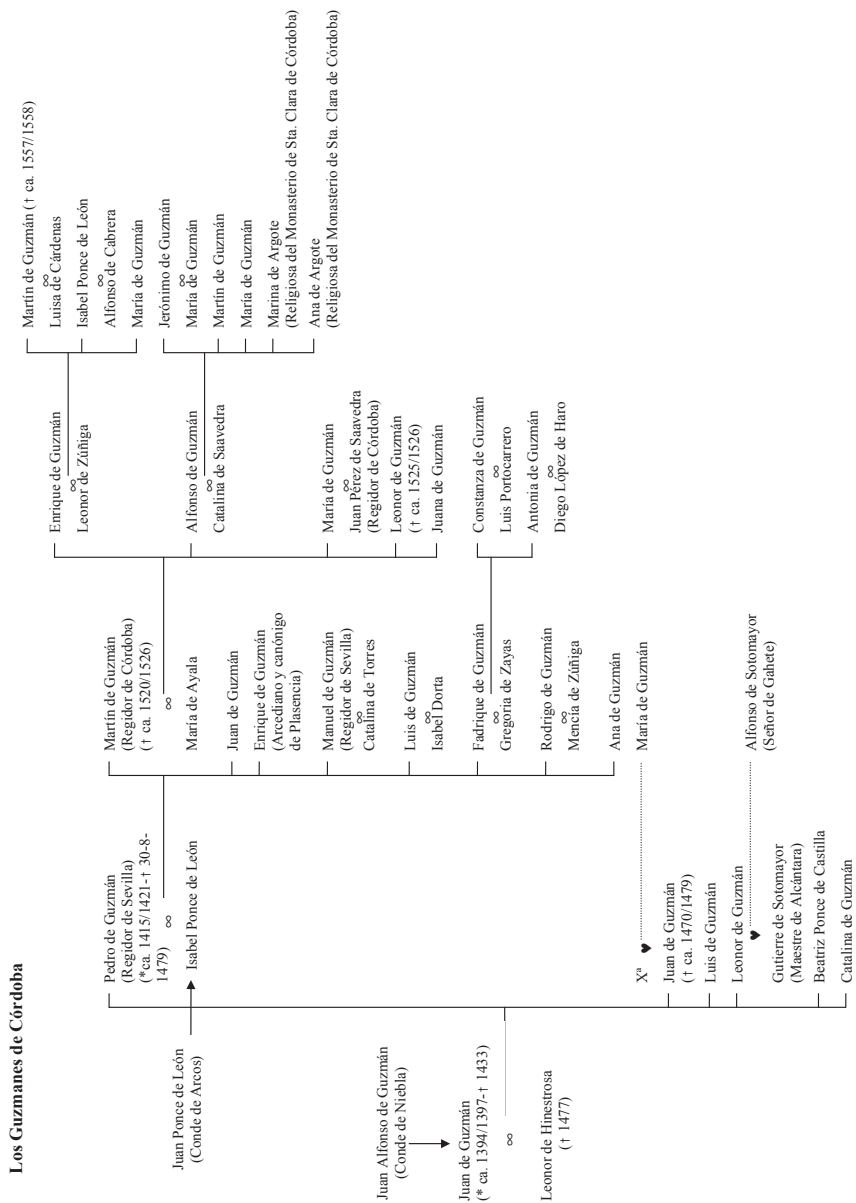 Los Guzmanes de Córdoba
Juan Ponce de León
(Conde de Arcos)
Juan Alfonso de Guzmán
(Conde de Niebla)
Juan de Guzmán
(* ca. 1394/1397-† 1433)
∞
Leonor de Hinestrosa
(† 1477)
Pedro de Guzmán
(Regidor de Sevilla)
(*ca. 1415/1421-† 30-8-
1479)
∞
Isabel Ponce de León
Xª ♥
Juan de Guzmán
(† ca. 1470/1479)
Luis de Guzmán
Leonor de Guzmán
♥
Gutierre de Sotomayor
(Maestre de Alcántara)
Beatriz Ponce de Castilla
Catalina de Guzmán
Martín de Guzmán
(Regidor de Córdoba)
(† ca. 1520/1526)
∞
María de Ayala
Juan de Guzmán
Enrique de Guzmán
(Arcediano y canónigo
de Plasencia)
Manuel de Guzmán
(Regidor de Sevilla)
∞
Catalina de Torres
Luis de Guzmán
∞
Isabel Dorta
Fadrique de Guzmán
∞
Gregoria de Zayas
Rodrigo de Guzmán
∞
Mencía de Zúñiga
Ana de Guzmán
María de Guzmán
Alfonso de Sotomayor
(Señor de Gahete)
Enrique de Guzmán
∞
Leonor de Zúñiga
Alfonso de Guzmán
∞
Catalina de Saavedra
María de Guzmán
∞
Juan Pérez de Saavedra
(Regidor de Córdoba)
Leonor de Guzmán
(† ca. 1525/1526)
Juana de Guzmán
Constanza de Guzmán
∞
Luis Portocarrero
Antonia de Guzmán
∞
Diego López de Haro
Martín de Guzmán († ca. 1557/1558)
∞
Luisa de Cárdenas
Isabel Ponce de León
∞
Alfonso de Cabrera
María de Guzmán
Jerónimo de Guzmán
∞
María de Guzmán
Martín de Guzmán
María de Guzmán
Marina de Argote
(Religiosa del Monasterio de Sta. Clara de Córdoba)
Ana de Argote
(Religiosa del Monasterio de Sta. Clara de Córdoba)